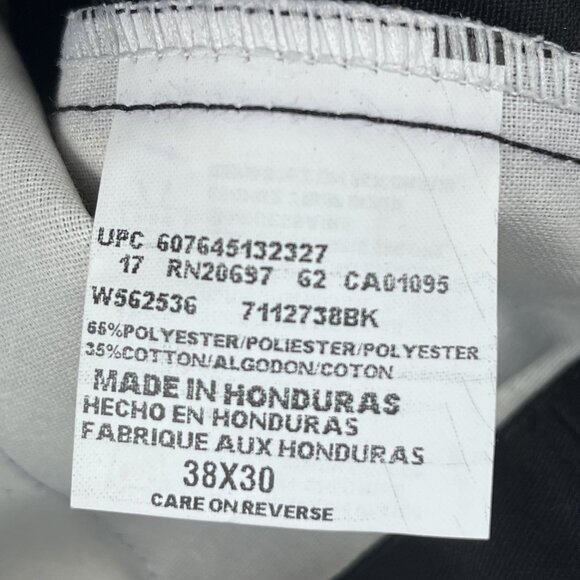 UPC 607645132327
17 RN20697 62 CA01095
W562536 7112738BK
65%POLYESTER/POLIESTER/POLYESTER
35%COTTON/ALGODON/COTON
MADE IN HONDURAS
HECHO EN HONDURAS
FABRIQUE AUX HONDURAS
38X30
CARE ON REVERSE